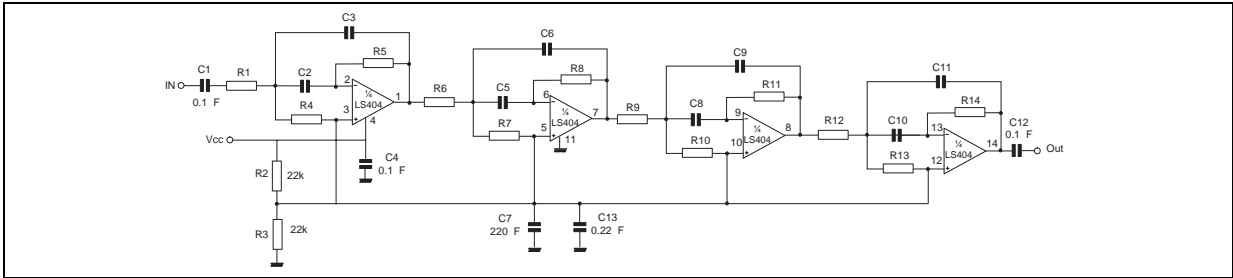 C3
R5
C1
R1
C2
2
IN
0.1 F
R4
3
¼
LS404
1
4
Vcc
C4
0.1 F
R2
22k
R3
22k
C6
R8
R6
C5
6
¼
LS404
7
R7
5
11
C7
220 F
C13
0.22 F
C9
R11
R9
C8
9
¼
LS404
8
R10
10
C11
R14
R12
C10
13
¼
LS404
14
R13
12
C12
0.1 F
Out